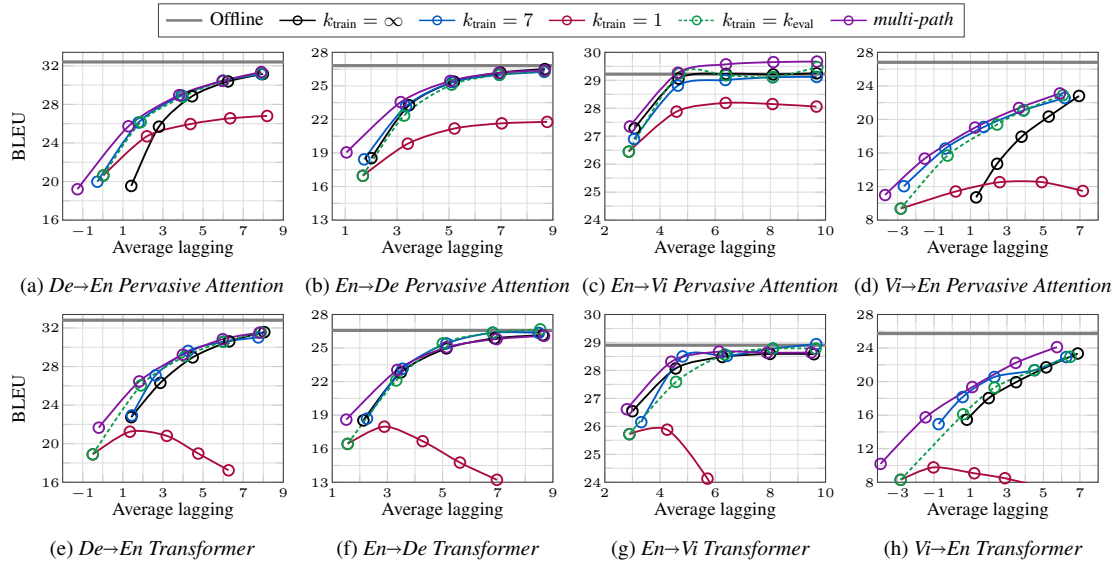 Offline k_train = ∞ k_train = 7 k_train = 1 k_train = k_eval multi-path
BLEU
32
28
24
20
16
−1 1 3 5 7 9
Average lagging
(a) De→En Pervasive Attention
28
25
22
19
16
13
1 3 5 7 9
Average lagging
(b) En→De Pervasive Attention
30
29
28
27
26
25
24
2 4 6 8 10
Average lagging
(c) En→Vi Pervasive Attention
28
24
20
16
12
8
−3 −1 1 3 5 7
Average lagging
(d) Vi→En Pervasive Attention
BLEU
32
28
24
20
16
−1 1 3 5 7 9
Average lagging
(e) De→En Transformer
28
25
22
19
16
13
1 3 5 7 9
Average lagging
(f) En→De Transformer
30
29
28
27
26
25
24
2 4 6 8 10
Average lagging
(g) En→Vi Transformer
28
24
20
16
12
8
−3 −1 1 3 5 7
Average lagging
(h) Vi→En Transformer